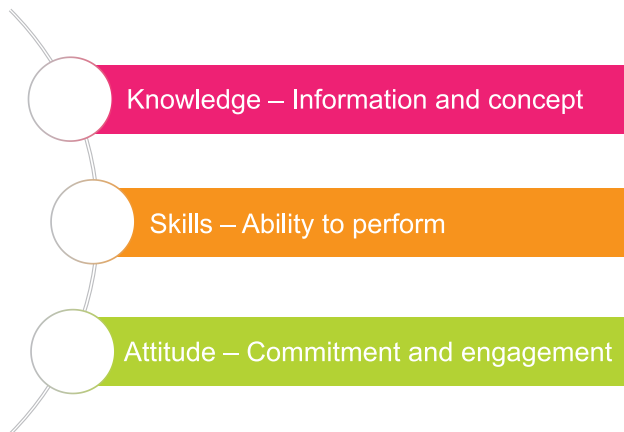 Knowledge – Information and concept
Skills – Ability to perform
Attitude – Commitment and engagement